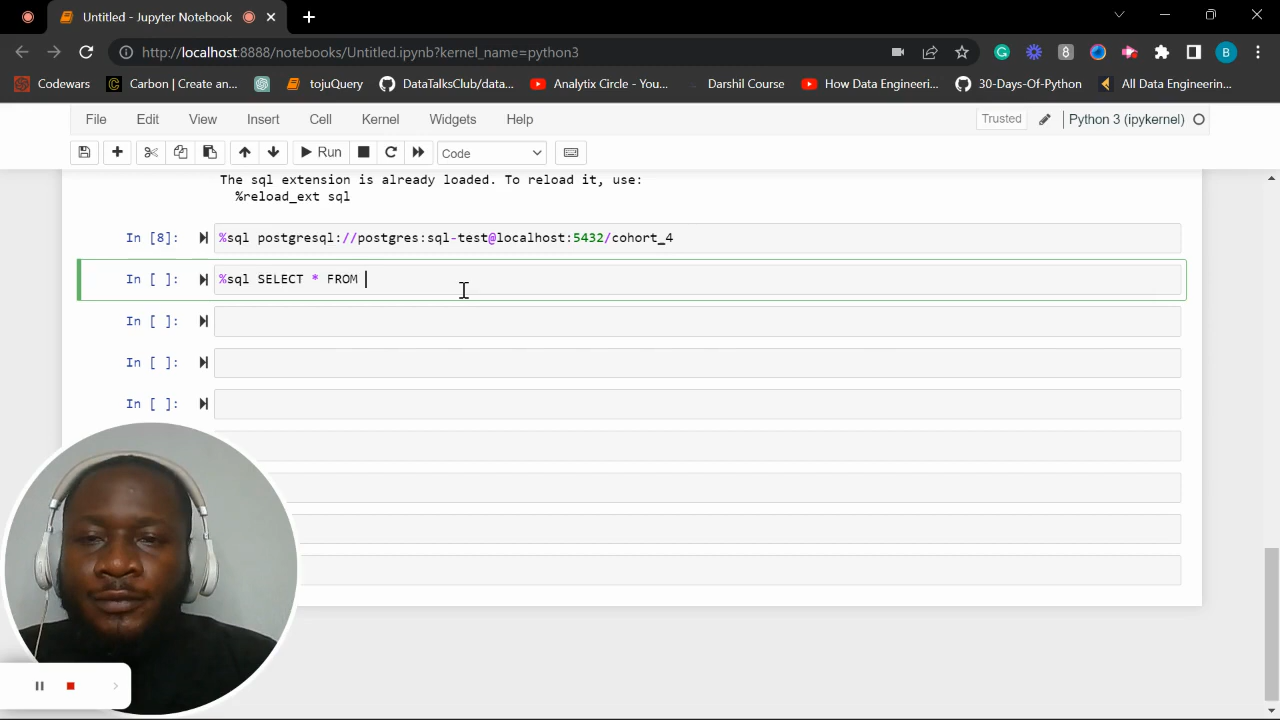 Untitled - Jupyter Notebook
http://localhost:8888/notebooks/Untitled.ipynb?kernel_name=python3
B
Codewars
Carbon | Create an...
tojuQuery
DataTalksClub/data...
Analytix Circle - You...
Ditshil Course
How Data Engineerin...
30-Days-Of-Python
All Data Engineering...
File Edit View Insert Cell Kernel Widgets Help
Trusted
Python 3 (ipykernel)
Run
Code
The sql extension is already loaded. To reload it, use:
%reload_ext sql
In [8]:
%sql postgresql://postgres:sql-test@localhost:5432/cohort_4
In [ ]:
%sql SELECT * FROM
In [ ]:
In [ ]:
In [ ]: